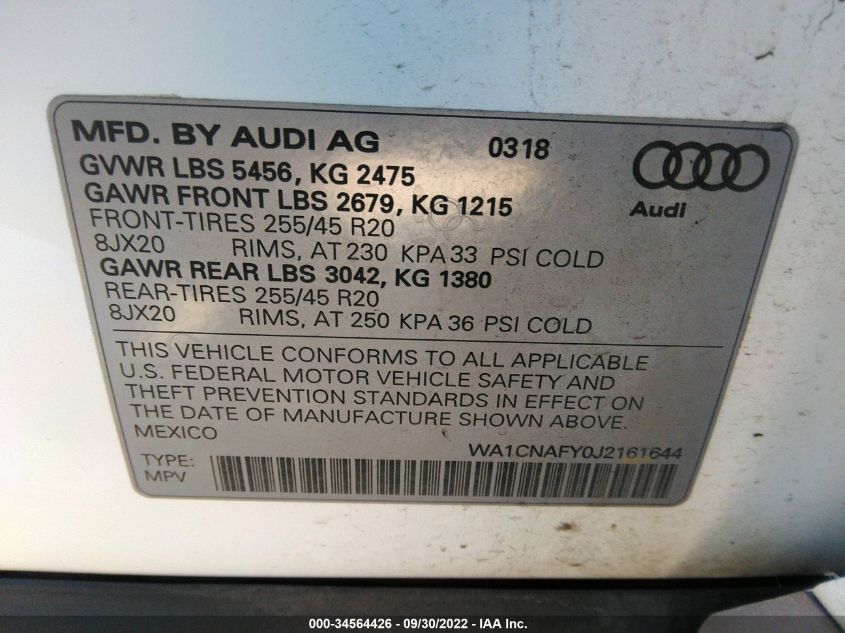 MFD. BY AUDI AG 0318
GVWR LBS 5456, KG 2475
GAWR FRONT LBS 2679, KG 1215
Audi
FRONT-TIRES 255/45 R20
8JX20 RIMS, AT 230 KPA 33 PSI COLD
GAWR REAR LBS 3042, KG 1380
REAR-TIRES 255/45 R20
8JX20 RIMS, AT 250 KPA 36 PSI COLD
THIS VEHICLE CONFORMS TO ALL APPLICABLE
U.S. FEDERAL MOTOR VEHICLE SAFETY AND
THEFT PREVENTION STANDARDS IN EFFECT ON
THE DATE OF MANUFACTURE SHOWN ABOVE.
MEXICO
WA1CNAFY0J2161644
TYPE:
MPV
000-34564426 - 09/30/2022 - IAA Inc.